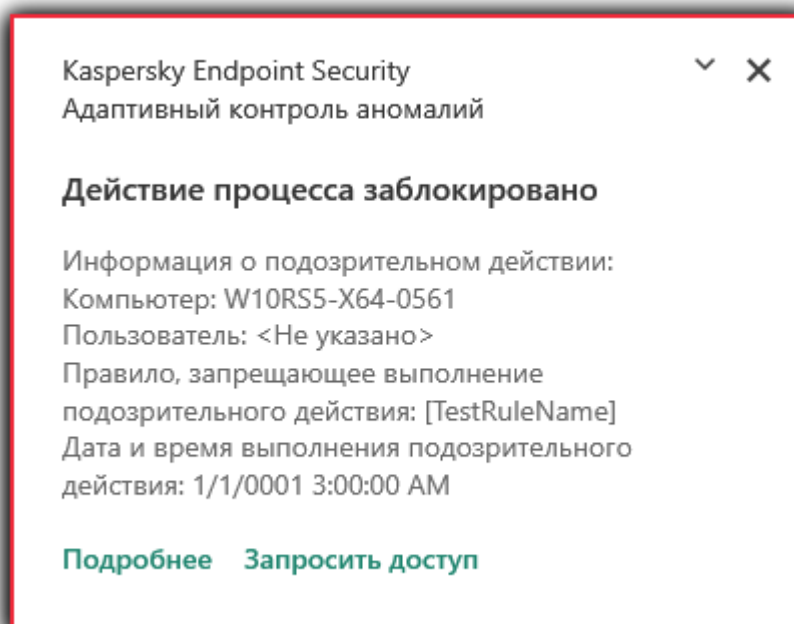 Kaspersky Endpoint Security
Адаптивный контроль аномалий
Действие процесса заблокировано
Информация о подозрительном действии:
Компьютер: W10RS5-X64-0561
Пользователь: <Не указано>
Правило, запрещающее выполнение
подозрительного действия: [TestRuleName]
Дата и время выполнения подозрительного
действия: 1/1/0001 3:00:00 AM
Подробнее Запросить доступ